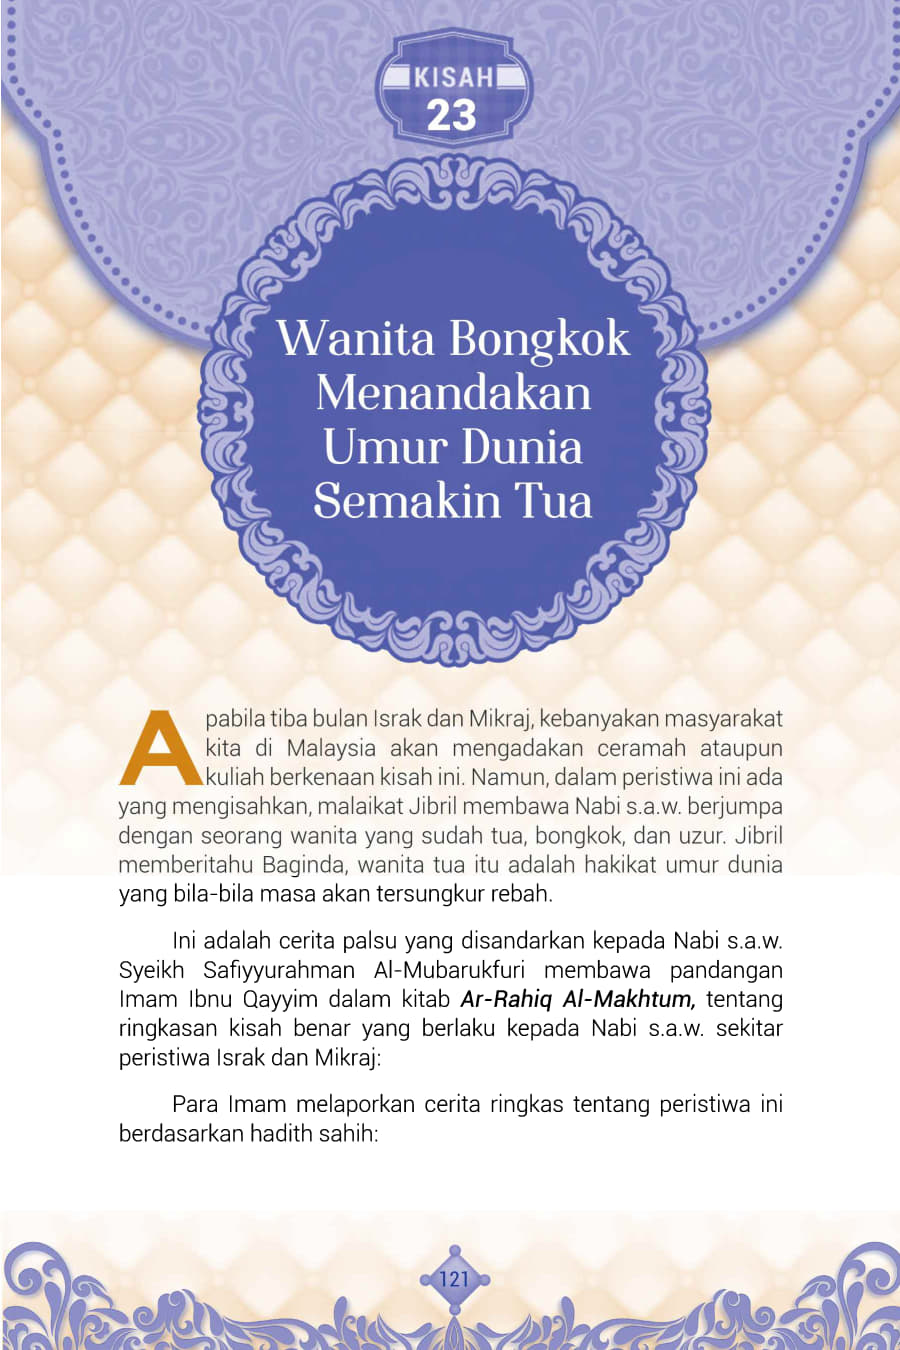 KISAH
23
Wanita Bongkok
Menandakan
Umur Dunia
Semakin Tua
Apabila tiba bulan Israk dan Mikraj, kebanyakan masyarakat
kita di Malaysia akan mengadakan ceramah ataupun
kuliah berkenaan kisah ini. Namun, dalam peristiwa ini ada
yang mengisahkan, malaikat Jibril membawa Nabi s.a.w. berjumpa
dengan seorang wanita yang sudah tua, bongkok, dan uzur. Jibril
memberitahu Baginda, wanita tua itu adalah hakikat umur dunia
yang bila-bila masa akan tersungkur rebah.
Ini adalah cerita palsu yang disandarkan kepada Nabi s.a.w.
Syeikh Safiyyurahman Al-Mubarukfuri membawa pandangan
Imam Ibnu Qayyim dalam kitab Ar-Rahiq Al-Makhtum, tentang
ringkasan kisah benar yang berlaku kepada Nabi s.a.w. sekitar
peristiwa Israk dan Mikraj:
Para Imam melaporkan cerita ringkas tentang peristiwa ini
berdasarkan hadith sahih:
121